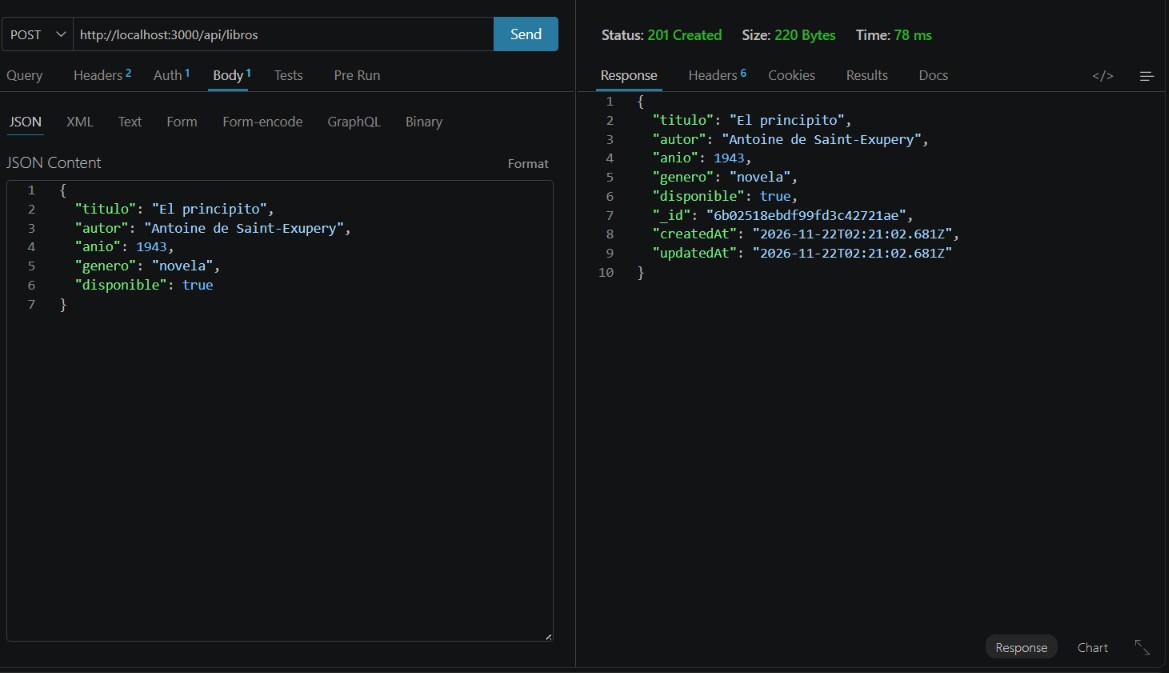 POST http://localhost:3000/api/libros Send
Query Headers 2 Auth 1 Body 1 Tests Pre Run
JSON XML Text Form Form-encode GraphQL Binary
JSON Content Format
1 {
2 "titulo": "El principito",
3 "autor": "Antoine de Saint-Exupery",
4 "anio": 1943,
5 "genero": "novela",
6 "disponible": true
7 }
Status: 201 Created Size: 220 Bytes Time: 78 ms
Response Headers 6 Cookies Results Docs </>
1 {
2 "titulo": "El principito",
3 "autor": "Antoine de Saint-Exupery",
4 "anio": 1943,
5 "genero": "novela",
6 "disponible": true,
7 "_id": "6b02518ebdf99fd3c42721ae",
8 "createdAt": "2026-11-22T02:21:02.681Z",
9 "updatedAt": "2026-11-22T02:21:02.681Z"
10 }
Response Chart